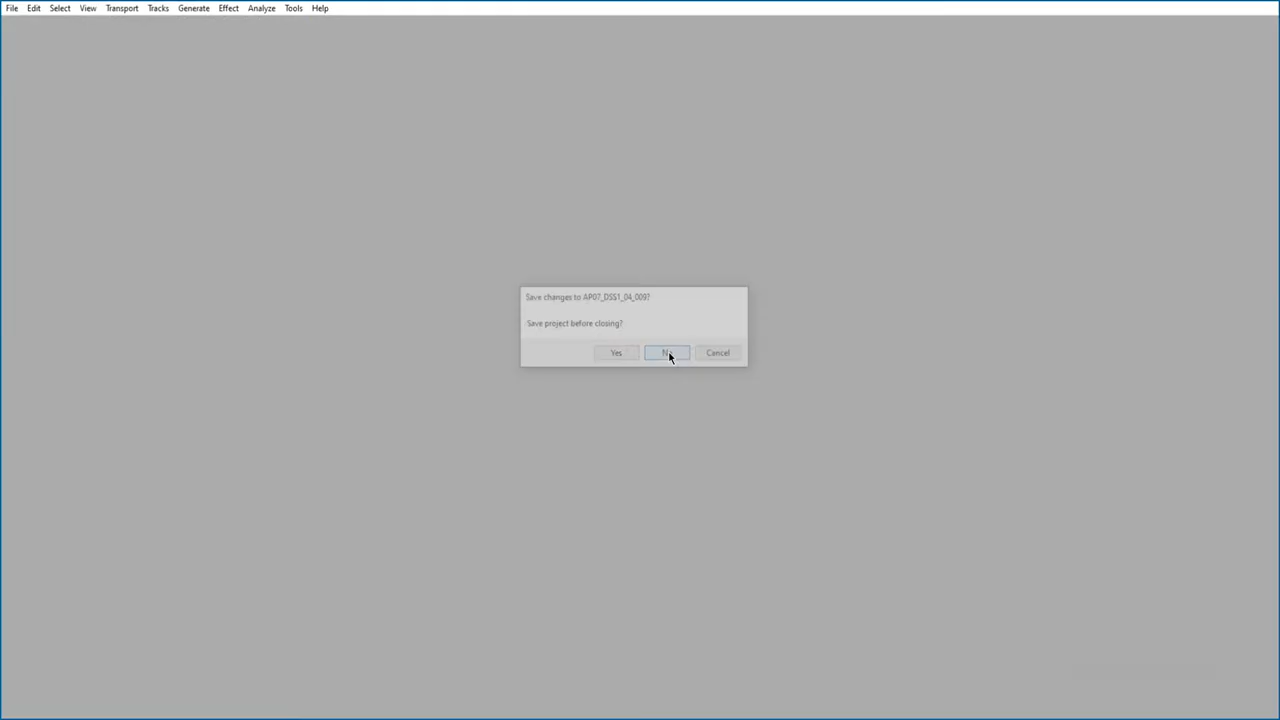 File Edit Select View Transport Tracks Generate Effect Analyze Tools Help
Save changes to AP07_DSS1_04_009?
Save project before closing?
Yes Cancel